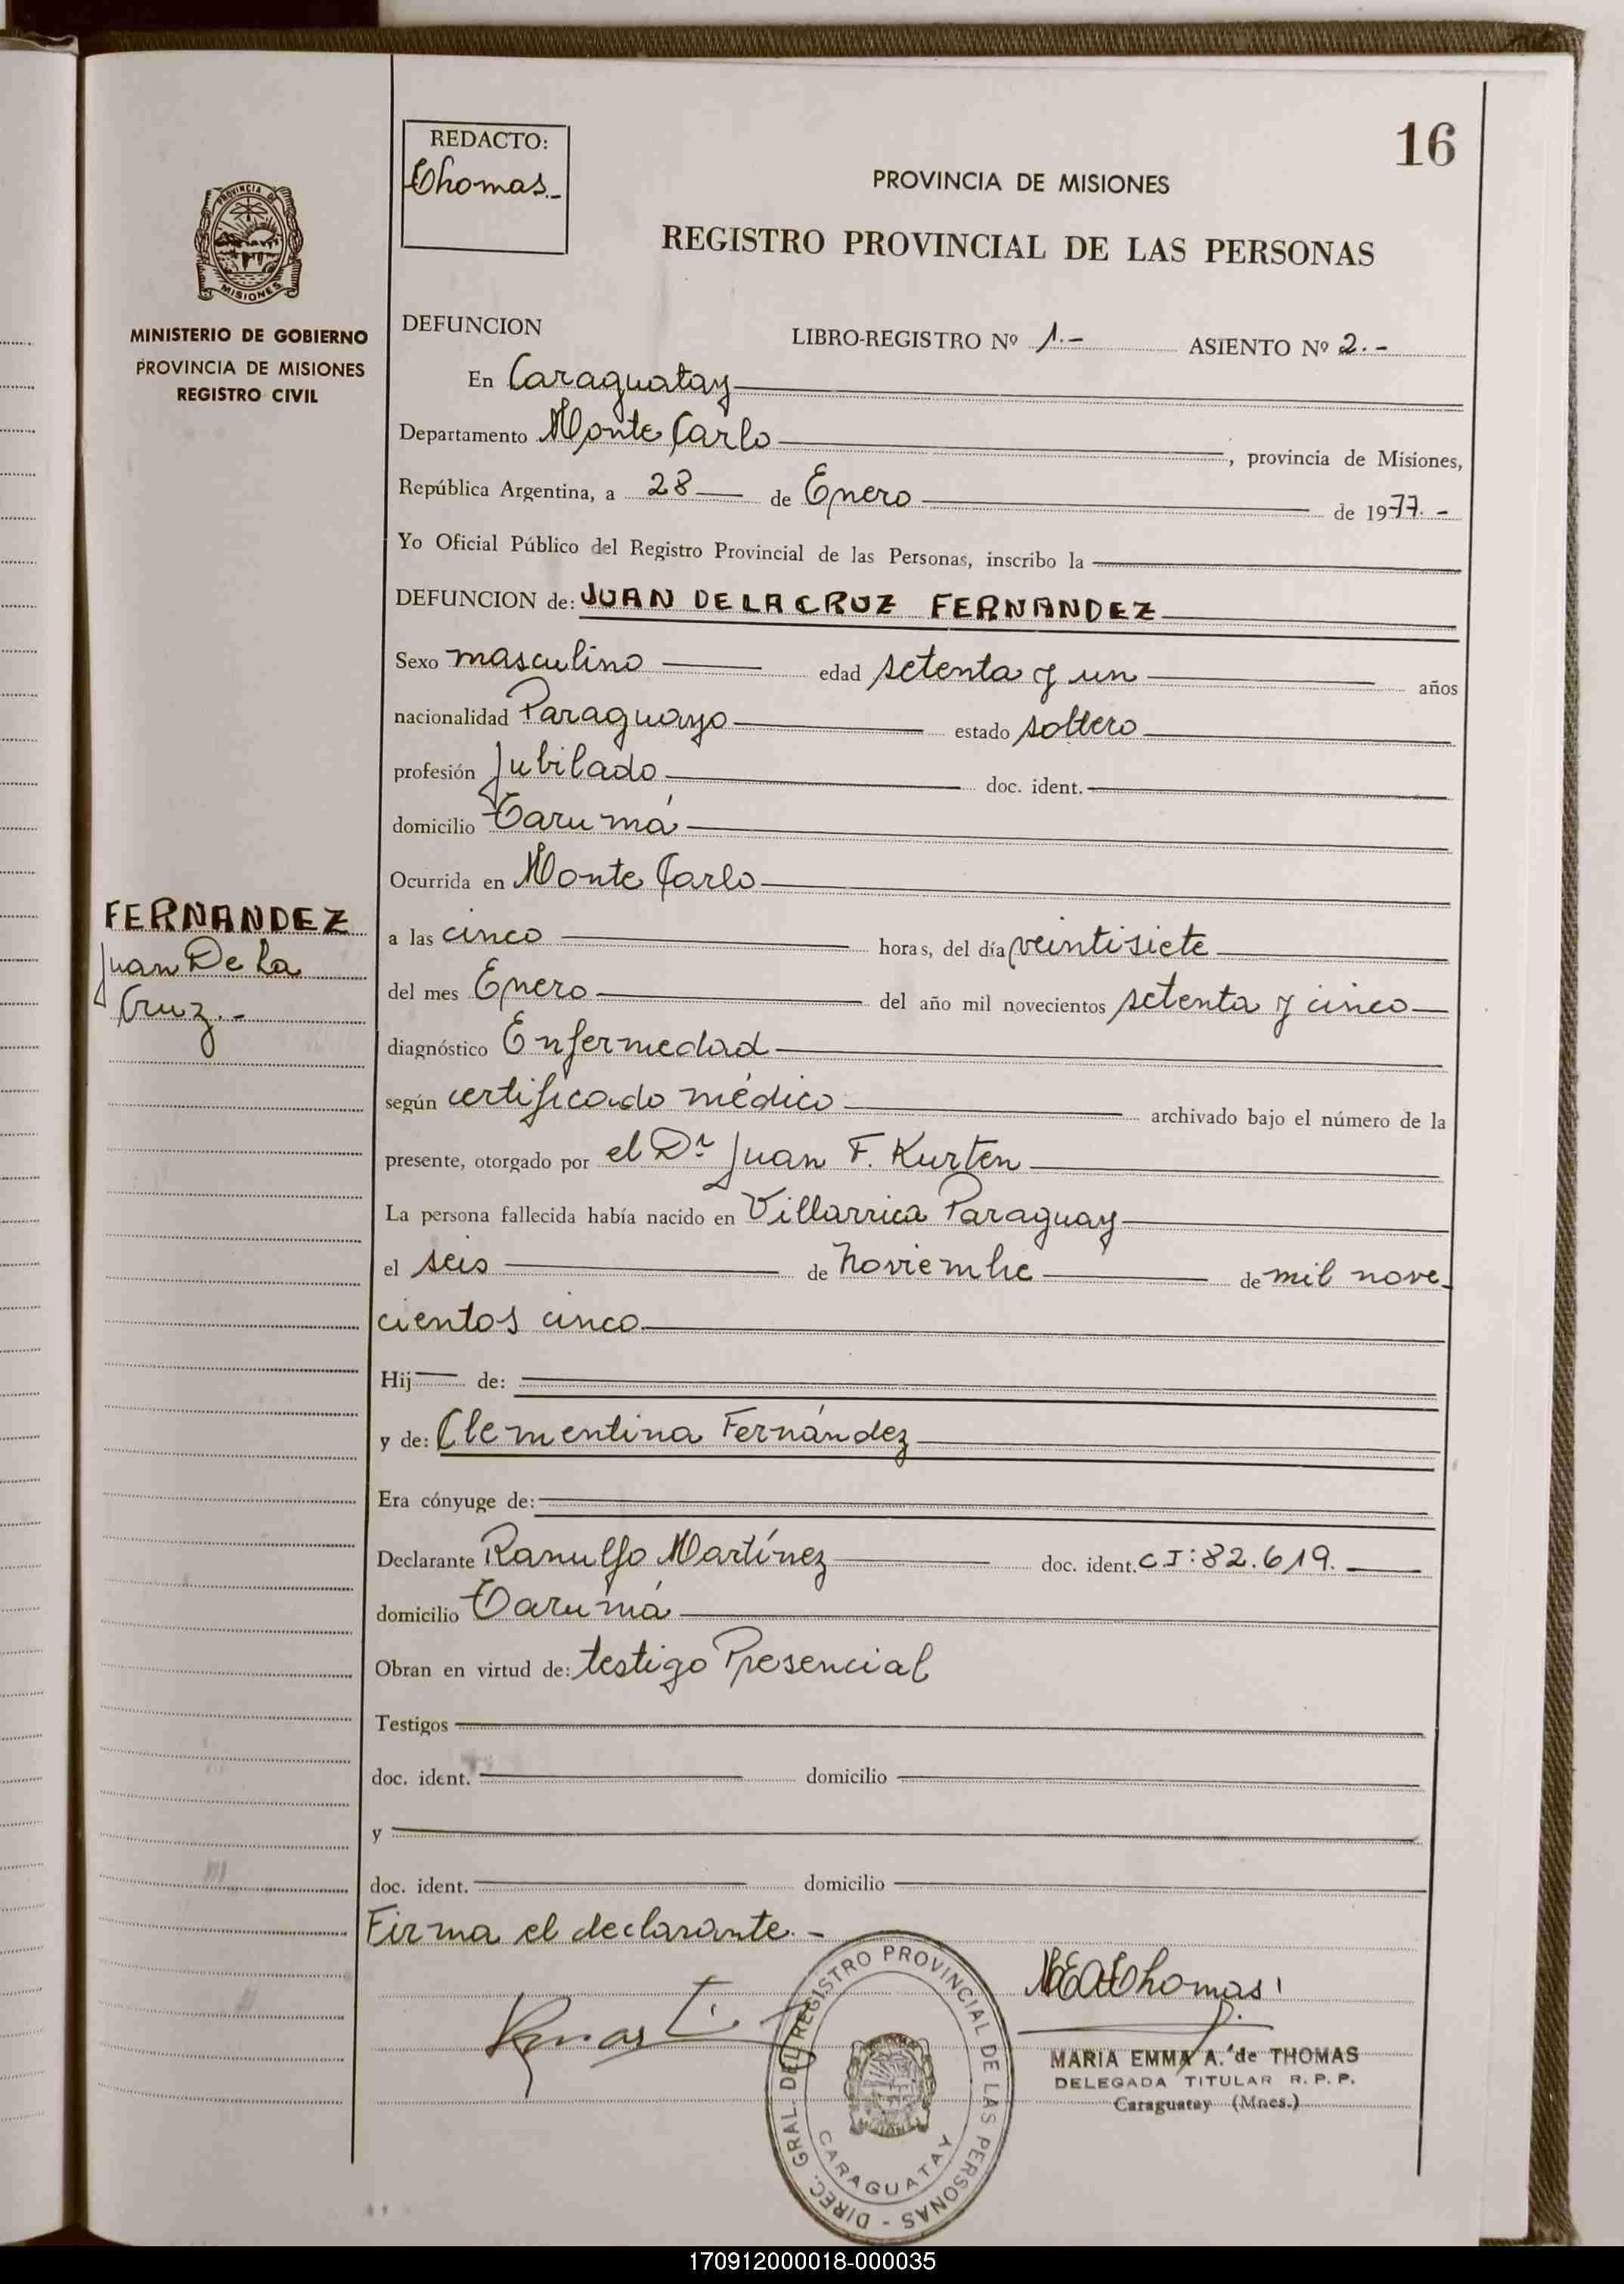 16
REDACTO:
Thomas.-
PROVINCIA DE MISIONES
REGISTRO PROVINCIAL DE LAS PERSONAS
PROVINCIA DE
MISIONES
MINISTERIO DE GOBIERNO
PROVINCIA DE MISIONES
REGISTRO CIVIL
DEFUNCION LIBRO-REGISTRO Nº 1.- ASIENTO Nº 2.-
En Caraguatay
Departamento Monte Carlo, provincia de Misiones,
República Argentina, a 28 de Enero de 1977.-
Yo Oficial Público del Registro Provincial de las Personas, inscribo la
DEFUNCION de: JUAN DE LA CRUZ FERNANDEZ
Sexo masculino edad setenta y un años
nacionalidad Paraguayo estado soltero
profesión Jubilado doc. ident.
domicilio Tarumá
Ocurrida en Monte Carlo
FERNANDEZ
Juan De La
Cruz.-
a las cinco horas, del día veintisiete
del mes Enero del año mil novecientos setenta y cinco
diagnóstico Enfermedad
según certificado médico archivado bajo el número de la
presente, otorgado por el Dr Juan F. Kurten
La persona fallecida había nacido en Villarrica Paraguay
el seis de noviembre de mil nove-
cientos cinco
Hij de:
y de: Clementina Fernández
Era cónyuge de:
Declarante Ranulfo Martínez doc. ident. C I: 82.619.
domicilio Tarumá
Obran en virtud de: testigo Presencial
Testigos
doc. ident. domicilio
y
doc. ident. domicilio
Firma el declarante.-
MEAThomas
MARIA EMMA A. de THOMAS
DELEGADA TITULAR R. P. P.
Caraguatay (Mnes.)
DIREC. GRAL. DEL REGISTRO PROVINCIAL DE LAS PERSONAS -
CARAGUATAY
170912000018-000035